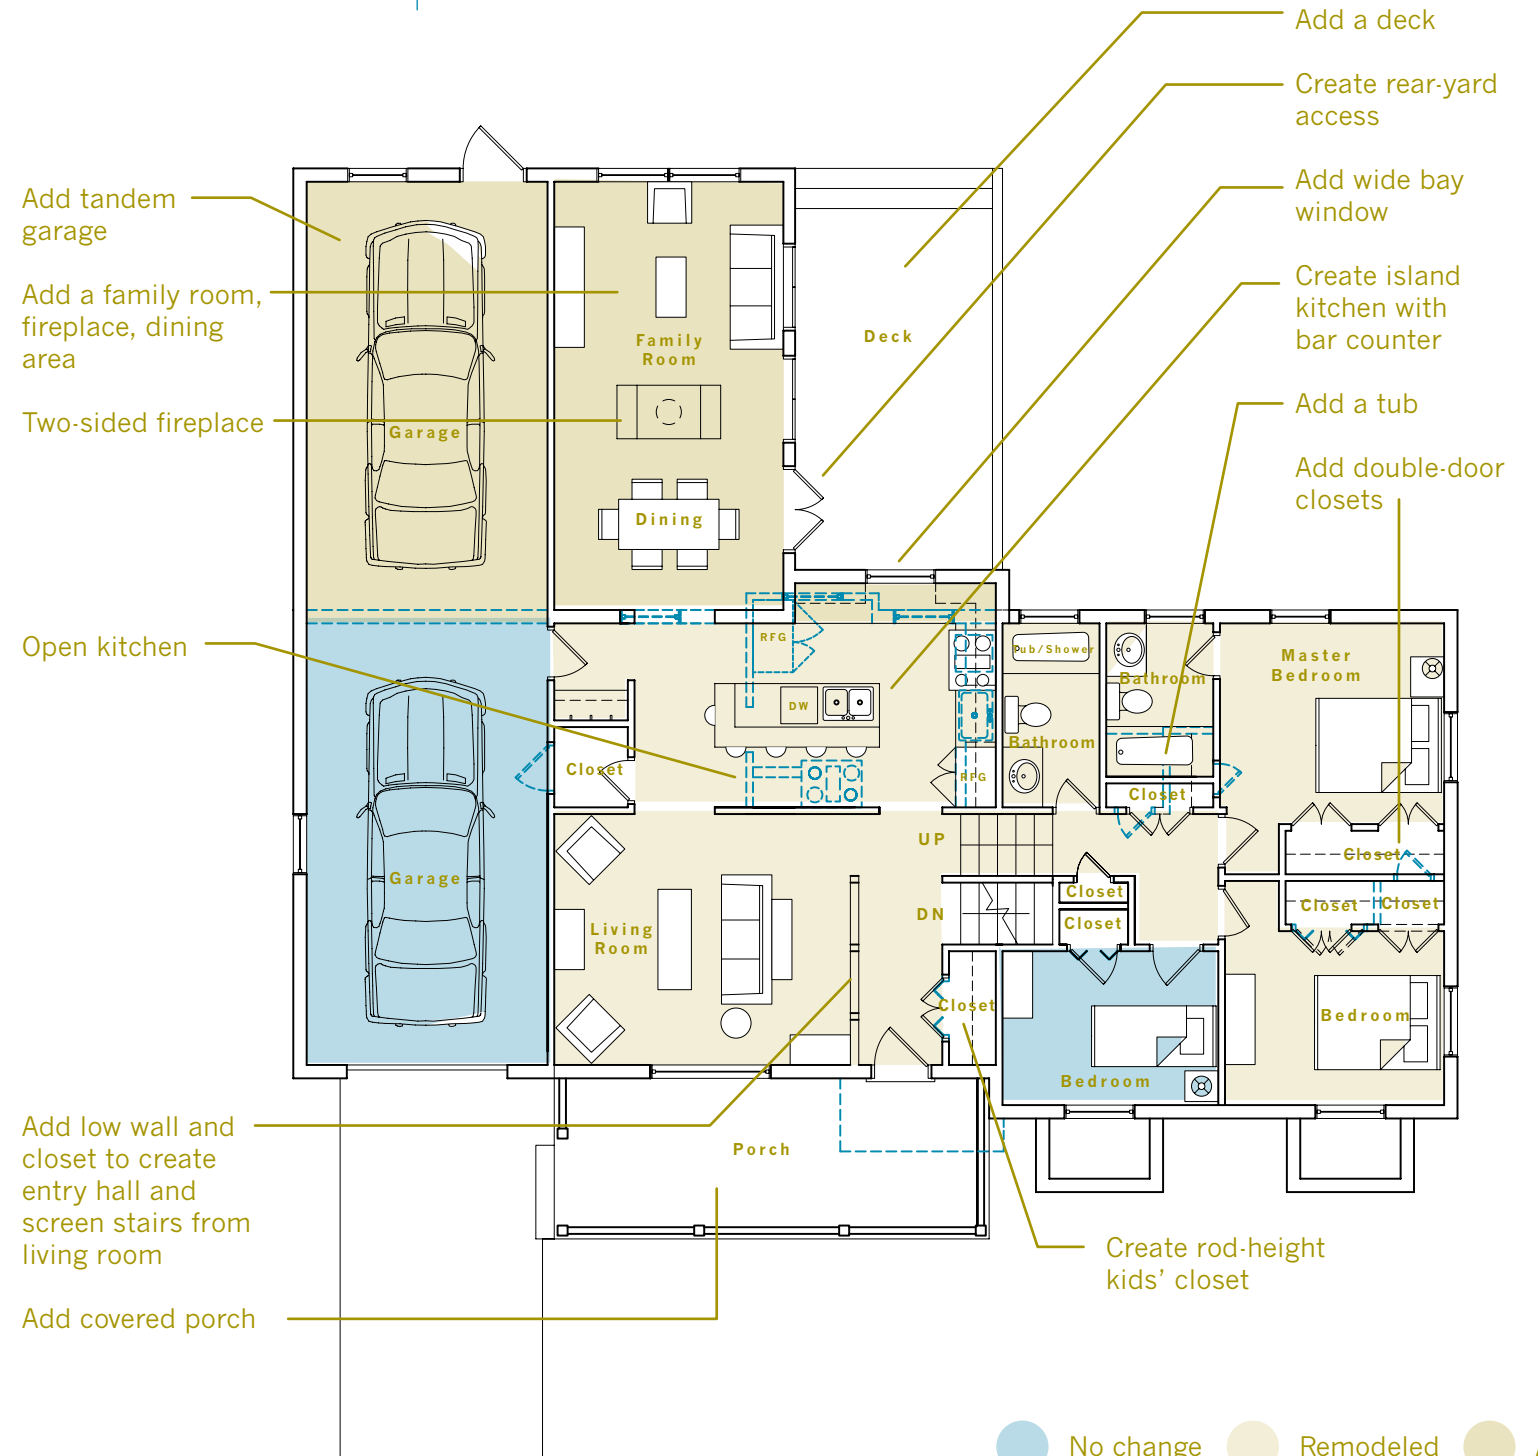 Add a deck
Create rear-yard
access
Add wide bay
window
Create island
kitchen with
bar counter
Add a tub
Add double-door
closets
Add tandem
garage
Add a family room,
fireplace, dining
area
Two-sided fireplace
Open kitchen
Add low wall and
closet to create
entry hall and
screen stairs from
living room
Add covered porch
Create rod-height
kids’ closet
Family
Room
Deck
Garage
Dining
RFG
Tub/Shower
Master
Bedroom
Bathroom
DW
Bathroom
Closet
RFG
Closet
UP
Closet
Garage
Closet
Closet
Closet
DN
Closet
Living
Room
Closet
Bedroom
Bedroom
Porch
No change
Remodeled